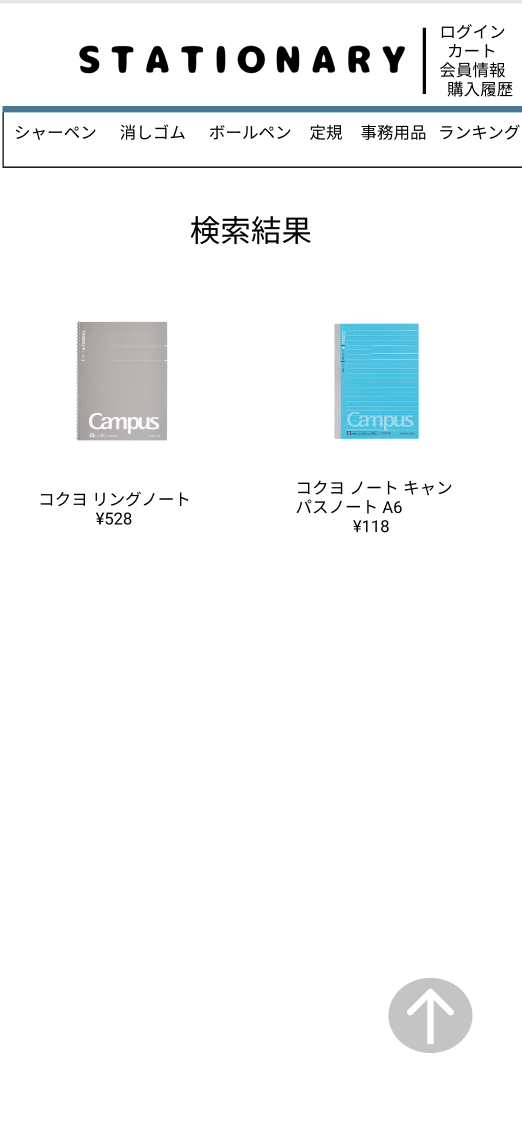 STATIONARY
ログイン
カート
会員情報
購入履歴
シャーペン 消しゴム ボールペン 定規 事務用品 ランキング
検索結果
Campus
Campus
コクヨ リングノート
¥528
コクヨ ノート キャン
パスノート A6
¥118